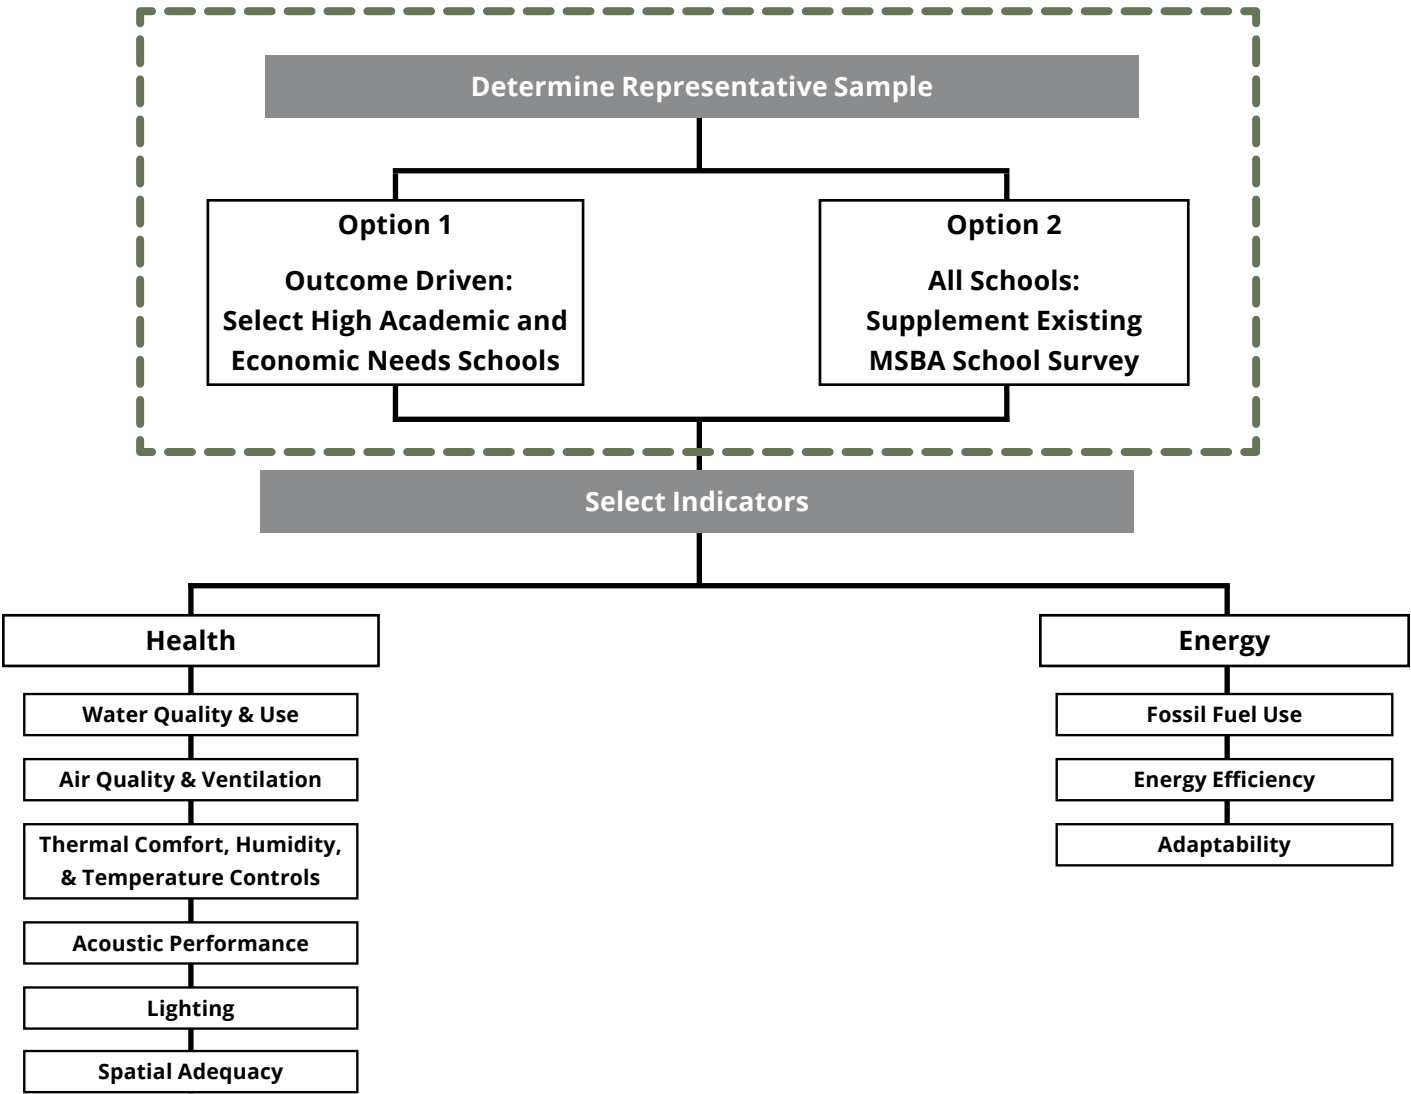 Determine Representative Sample
Option 1
Outcome Driven:
Select High Academic and
Economic Needs Schools
Option 2
All Schools:
Supplement Existing
MSBA School Survey
Select Indicators
Health
Water Quality & Use
Air Quality & Ventilation
Thermal Comfort, Humidity,
& Temperature Controls
Acoustic Performance
Lighting
Spatial Adequacy
Energy
Fossil Fuel Use
Energy Efficiency
Adaptability